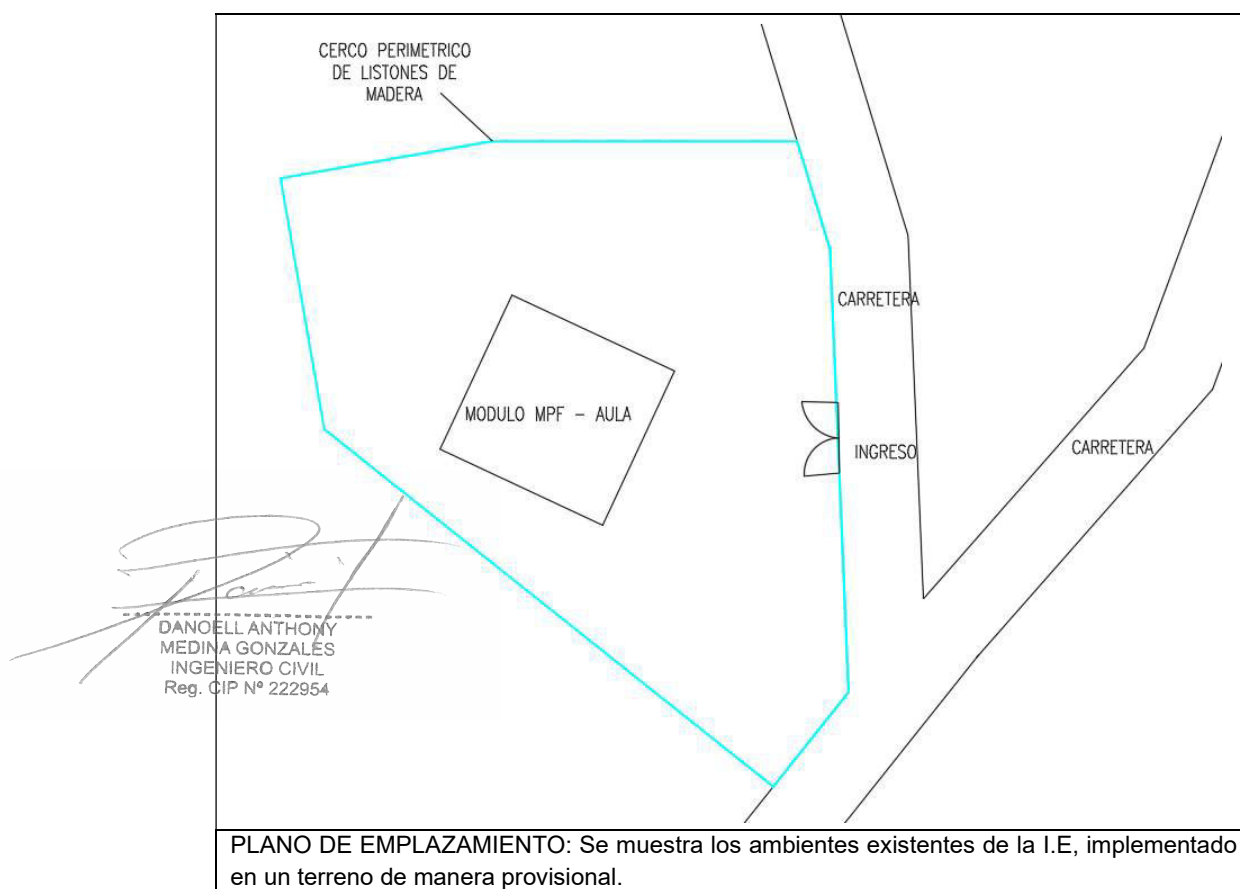 CERCO PERIMETRICO
DE LISTONES DE
MADERA
CARRETERA
MODULO MPF - AULA
INGRESO
CARRETERA
DANOELL ANTHONY
MEDINA GONZALES
INGENIERO CIVIL
Reg. CIP Nº 222954
PLANO DE EMPLAZAMIENTO: Se muestra los ambientes existentes de la I.E, implementado
en un terreno de manera provisional.